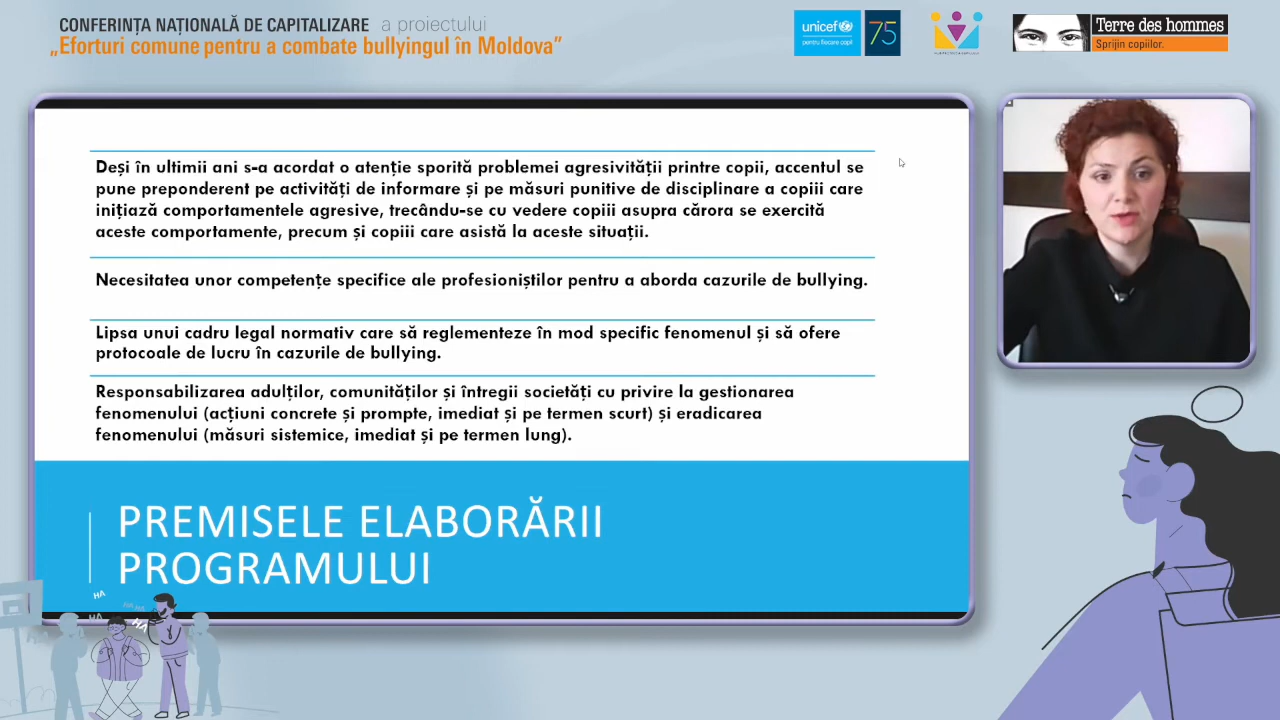 CONFERINȚA NAȚIONALĂ DE CAPITALIZARE a proiectului
„Eforturi comune pentru a combate bullyingul în Moldova”
unicef
pentru fiecare copil
75
Terre des hommes
Sprijin copiilor.
Deși în ultimii ani s-a acordat o atenție sporită problemei agresivității printre copii, accentul se
pune preponderent pe activități de informare și pe măsuri punitive de disciplinare a copiii care
inițiază comportamentele agresive, trecându-se cu vedere copiii asupra cărora se exercită
aceste comportamente, precum și copiii care asistă la aceste situații.
Necesitatea unor competențe specifice ale profesioniștilor pentru a aborda cazurile de bullying.
Lipsa unui cadru legal normativ care să reglementeze în mod specific fenomenul și să ofere
protocoale de lucru în cazurile de bullying.
Responsabilizarea adulților, comunităților și întregii societăți cu privire la gestionarea
fenomenului (acțiuni concrete și prompte, imediat și pe termen scurt) și eradicarea
fenomenului (măsuri sistemice, imediat și pe termen lung).
PREMISELE ELABORĂRII
PROGRAMULUI
HA
HA HA
HA
HA